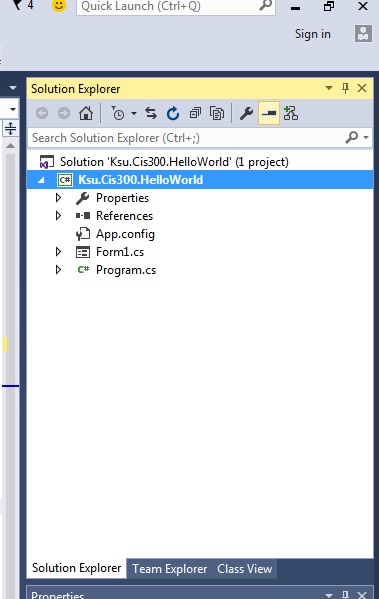 4 Quick Launch (Ctrl+Q)
Sign in
Solution Explorer
Search Solution Explorer (Ctrl+;)
Solution 'Ksu.Cis300.HelloWorld' (1 project)
C# Ksu.Cis300.HelloWorld
Properties
References
App.config
Form1.cs
C# Program.cs
Solution Explorer Team Explorer Class View
Properties